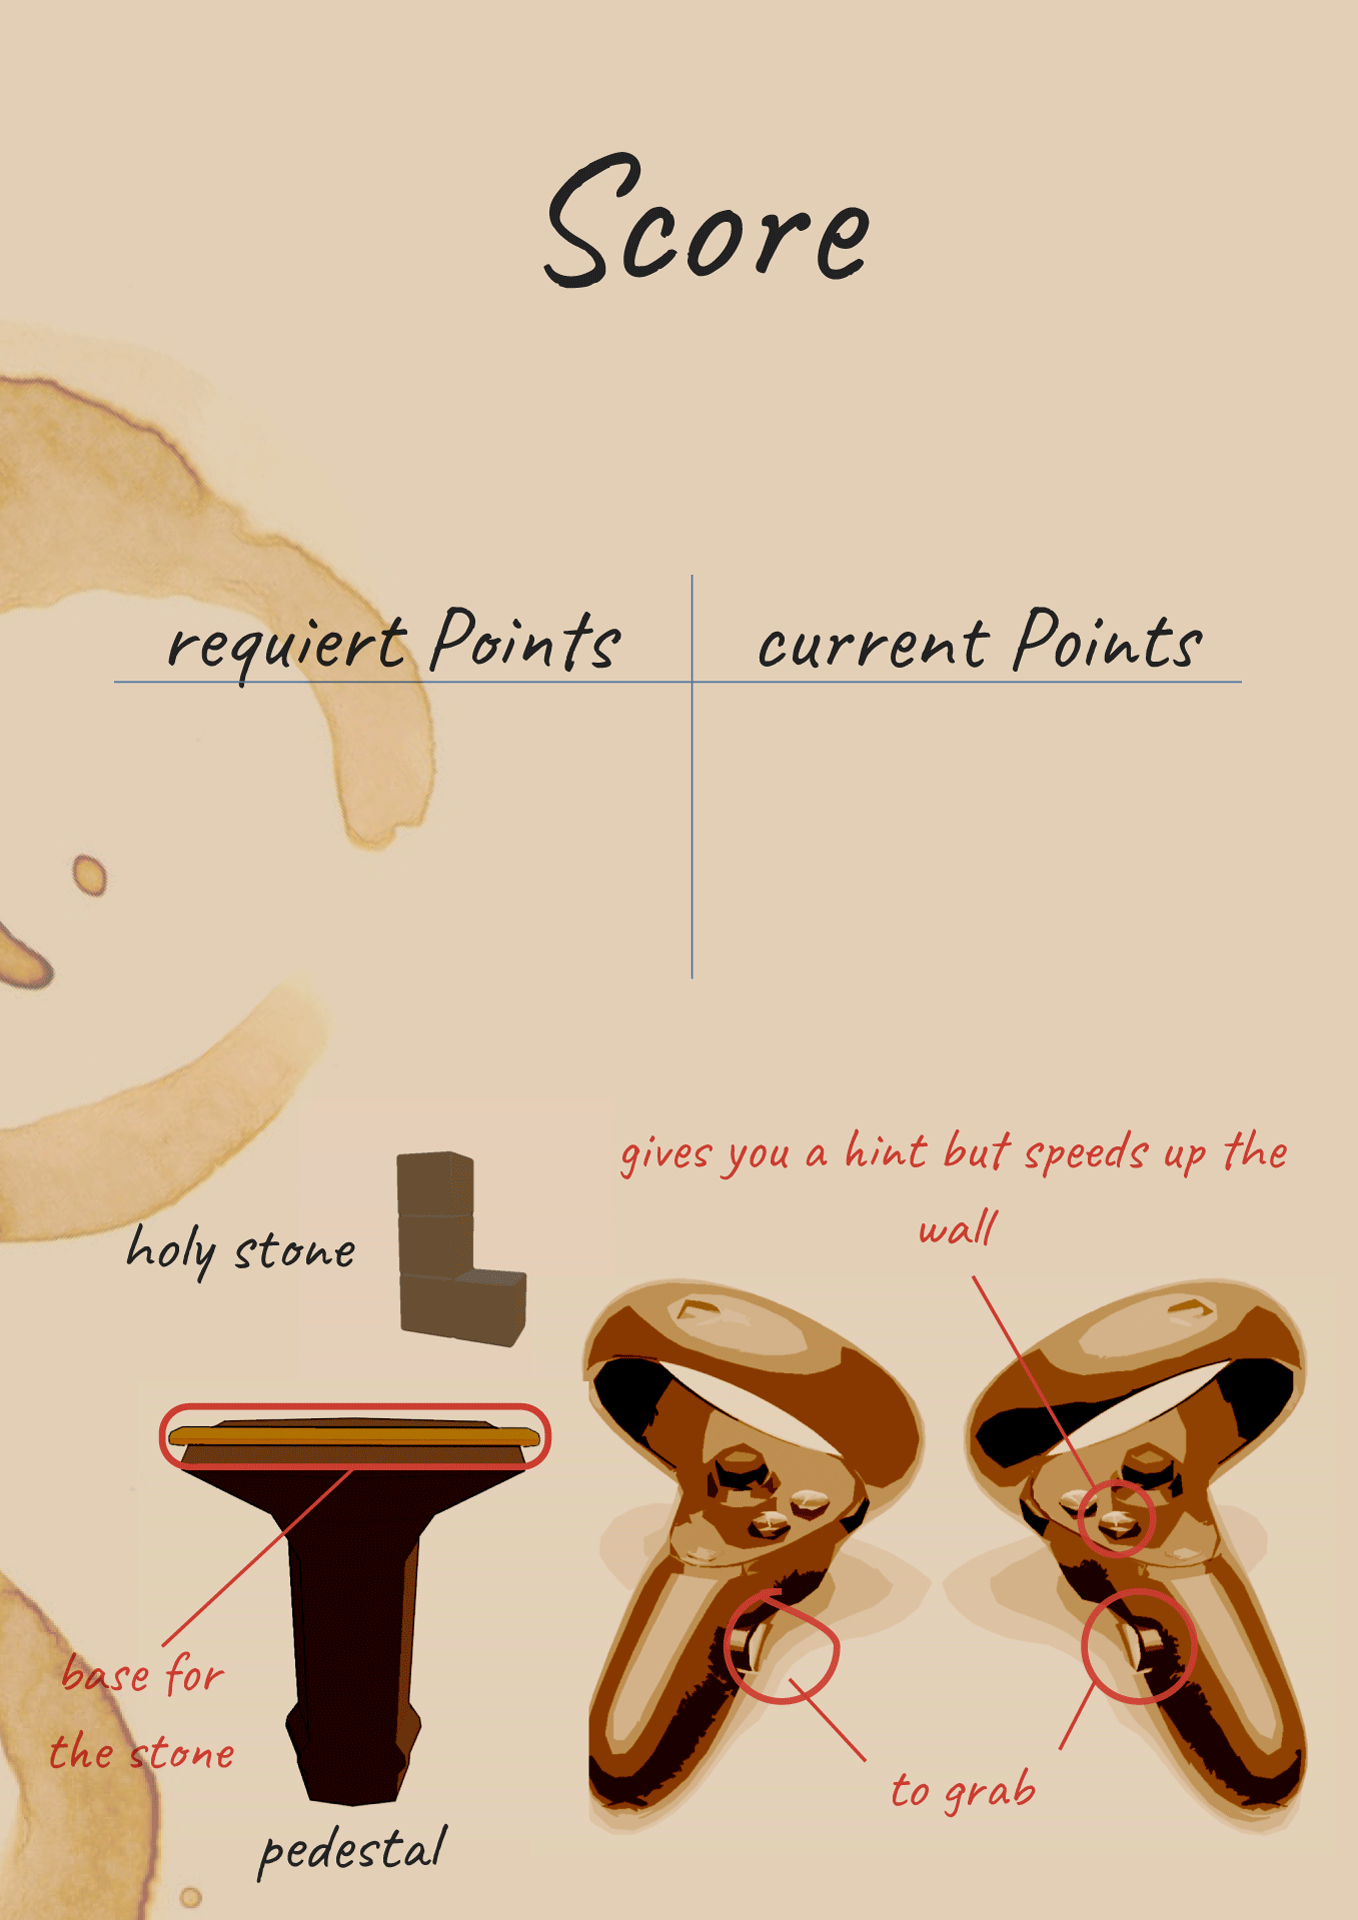 Score
requiert Points
current Points
gives you a hint but speeds up the
wall
holy stone
base for
the stone
to grab
pedestal